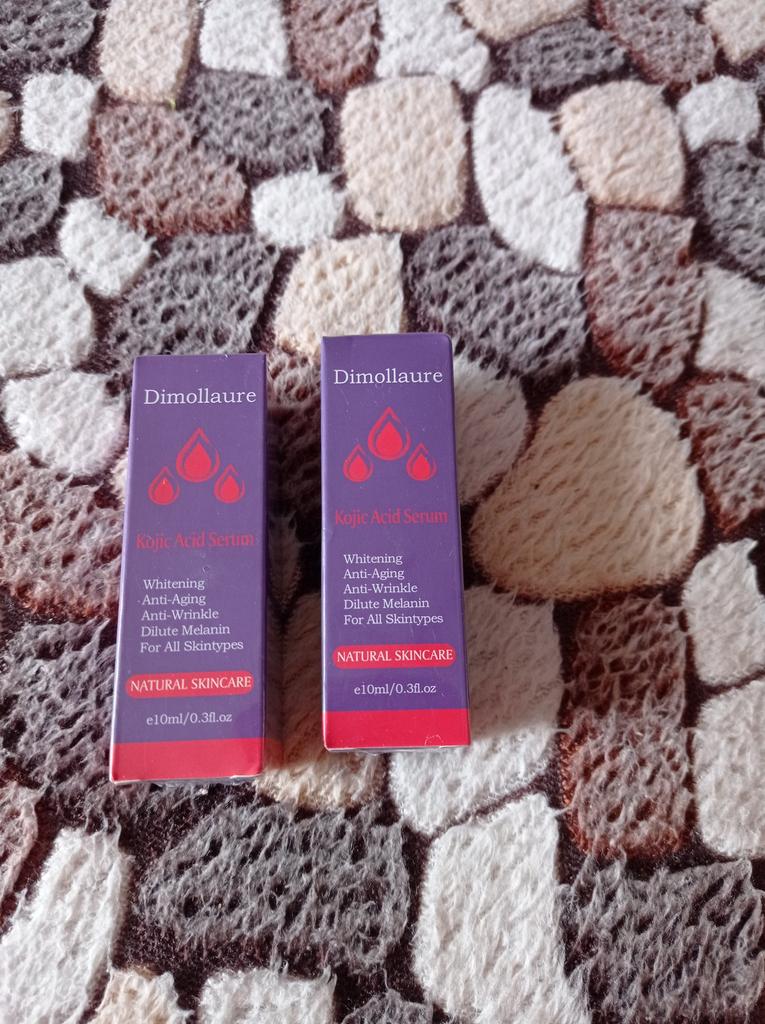 Dimollaure
Kojic Acid Serum
Whitening
Anti-Aging
Anti-Wrinkle
Dilute Melanin
For All Skintypes
NATURAL SKINCARE
e10ml/0.3fl.oz
Dimollaure
Kojic Acid Serum
Whitening
Anti-Aging
Anti-Wrinkle
Dilute Melanin
For All Skintypes
NATURAL SKINCARE
e10ml/0.3fl.oz